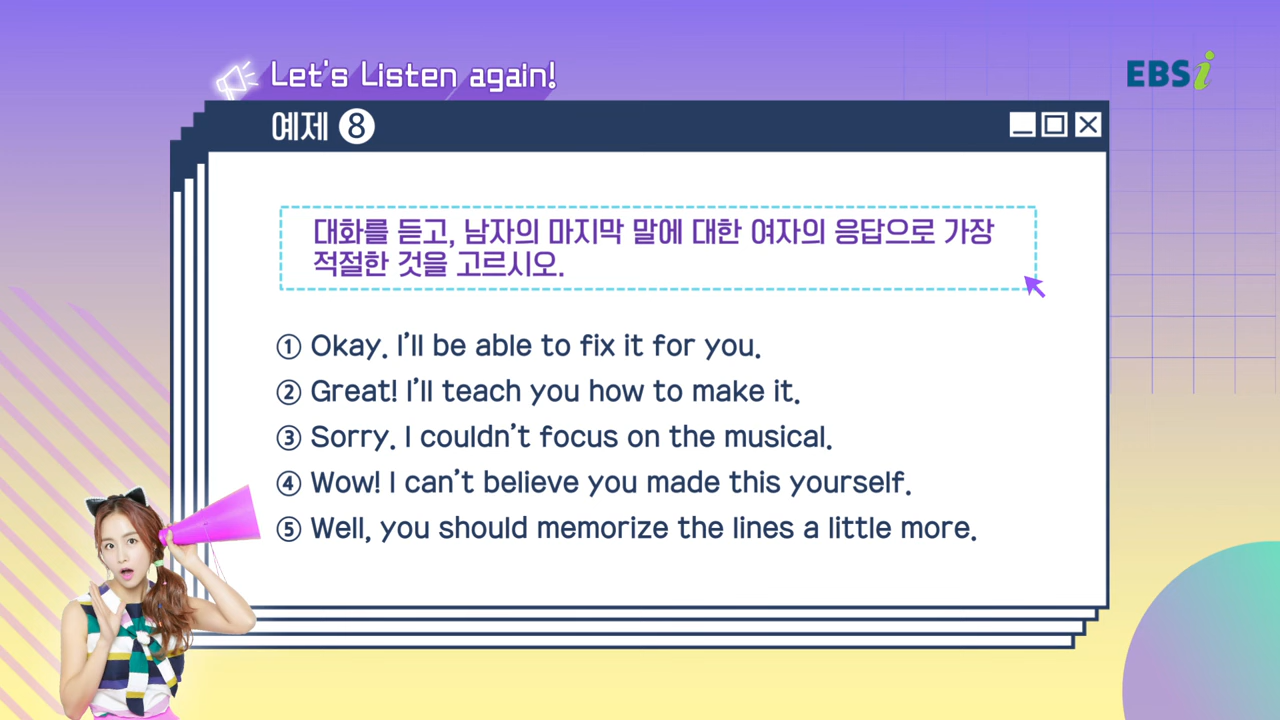 Let's Listen again!
EBSi
예제 8
대화를 듣고, 남자의 마지막 말에 대한 여자의 응답으로 가장
적절한 것을 고르시오.
① Okay. I'll be able to fix it for you.
② Great! I'll teach you how to make it.
③ Sorry. I couldn't focus on the musical.
④ Wow! I can't believe you made this yourself.
⑤ Well, you should memorize the lines a little more.